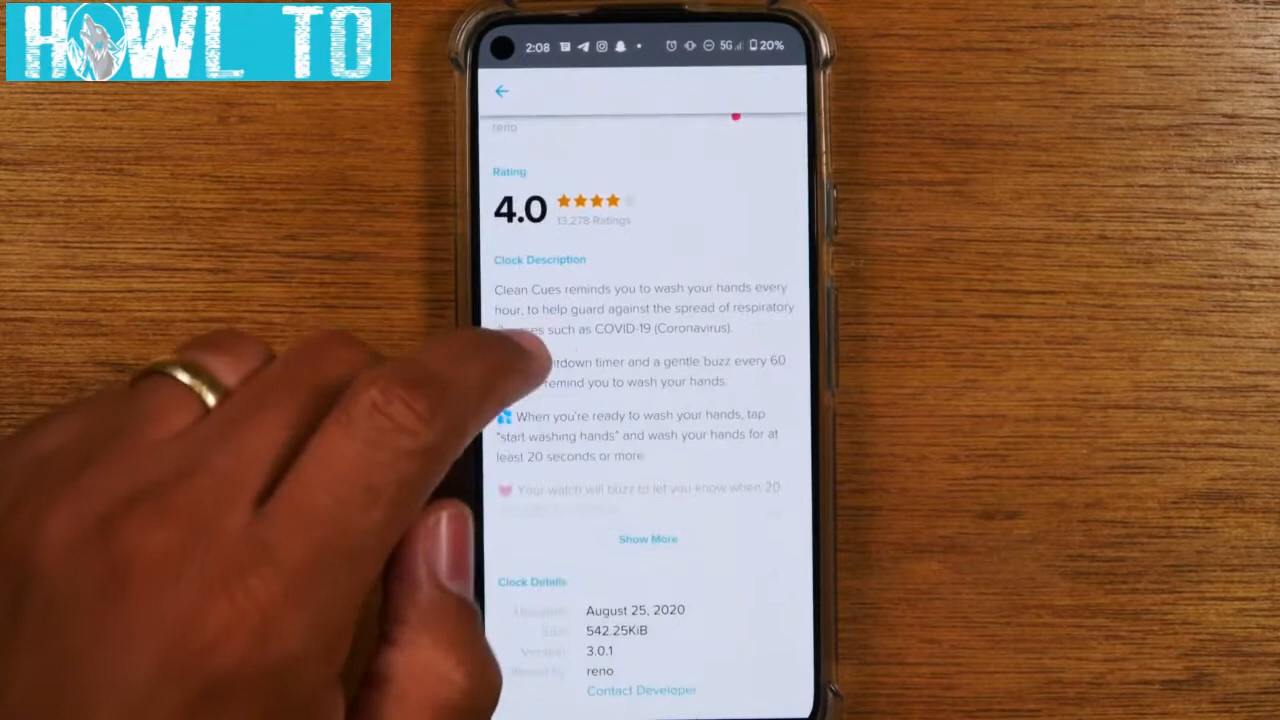 HOWL TO
2:08 5G 20%
reno
Rating
4.0
13,278 Ratings
Clock Description
Clean Cues reminds you to wash your hands every
hour, to help guard against the spread of respiratory
such as COVID-19 (Coronavirus).
timer and a gentle buzz every 60
remind you to wash your hands.
When you're ready to wash your hands, tap
"start washing hands" and wash your hands for at
least 20 seconds or more
Your watch will buzz to let you know when 20
Show More
Clock Details
August 25, 2020
542.25KiB
Version 3.0.1
reno
Contact Developer